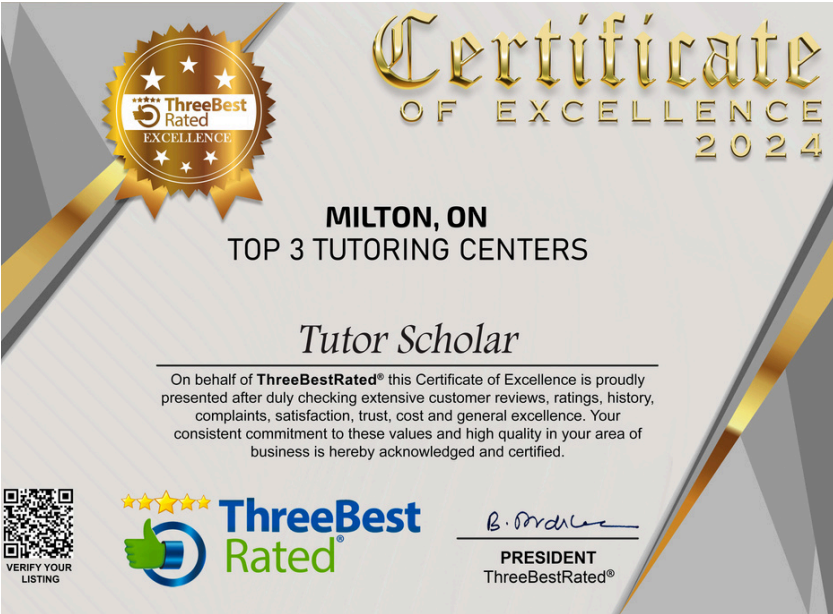 ThreeBest
Rated
EXCELLENCE
Certificate
OF EXCELLENCE
2024
MILTON, ON
TOP 3 TUTORING CENTERS
Tutor Scholar
On behalf of ThreeBestRated® this Certificate of Excellence is proudly
presented after duly checking extensive customer reviews, ratings, history,
complaints, satisfaction, trust, cost and general excellence. Your
consistent commitment to these values and high quality in your area of
business is hereby acknowledged and certified.
VERIFY YOUR
LISTING
ThreeBest
Rated®
PRESIDENT
ThreeBestRated®